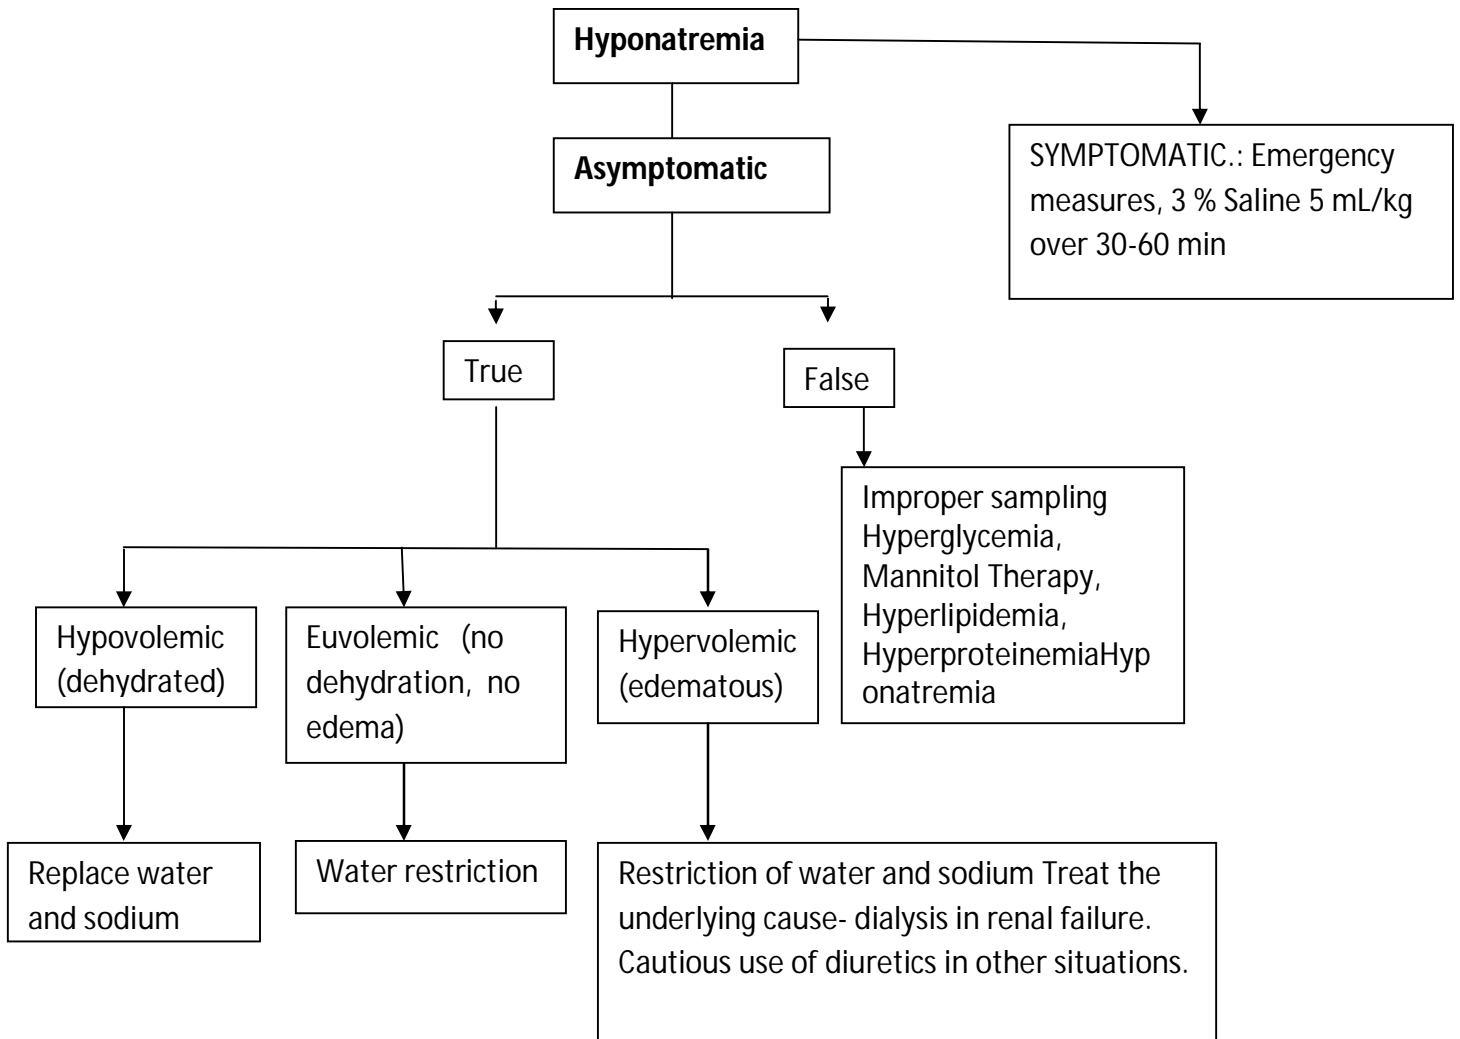 Hyponatremia
SYMPTOMATIC.: Emergency
measures, 3 % Saline 5 mL/kg
over 30-60 min
Asymptomatic
True
False
Improper sampling
Hyperglycemia,
Mannitol Therapy,
Hyperlipidemia,
HyperproteinemiaHyp
onatremia
Hypovolemic
(dehydrated)
Euvolemic (no
dehydration, no
edema)
Hypervolemic
(edematous)
Replace water
and sodium
Water restriction
Restriction of water and sodium Treat the
underlying cause- dialysis in renal failure.
Cautious use of diuretics in other situations.